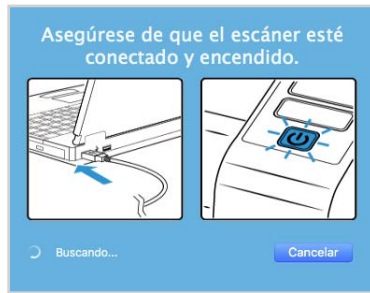 Asegúrese de que el escáner esté
conectado y encendido.
Buscando...
Cancelar